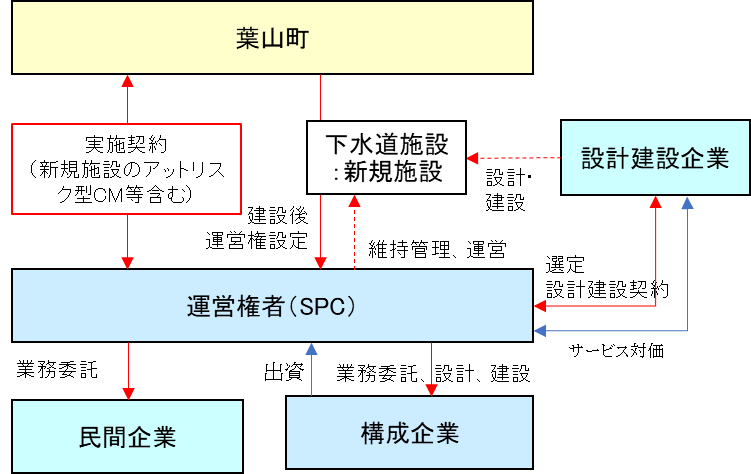 葉山町
実施契約
（新規施設のアットリス
ク型CM等含む）
下水道施設
：新規施設
設計建設企業
設計・
建設
建設後
運営権設定
維持管理、運営
選定
設計建設契約
運営権者（SPC）
サービス対価
業務委託
出資
業務委託、設計、建設
民間企業
構成企業